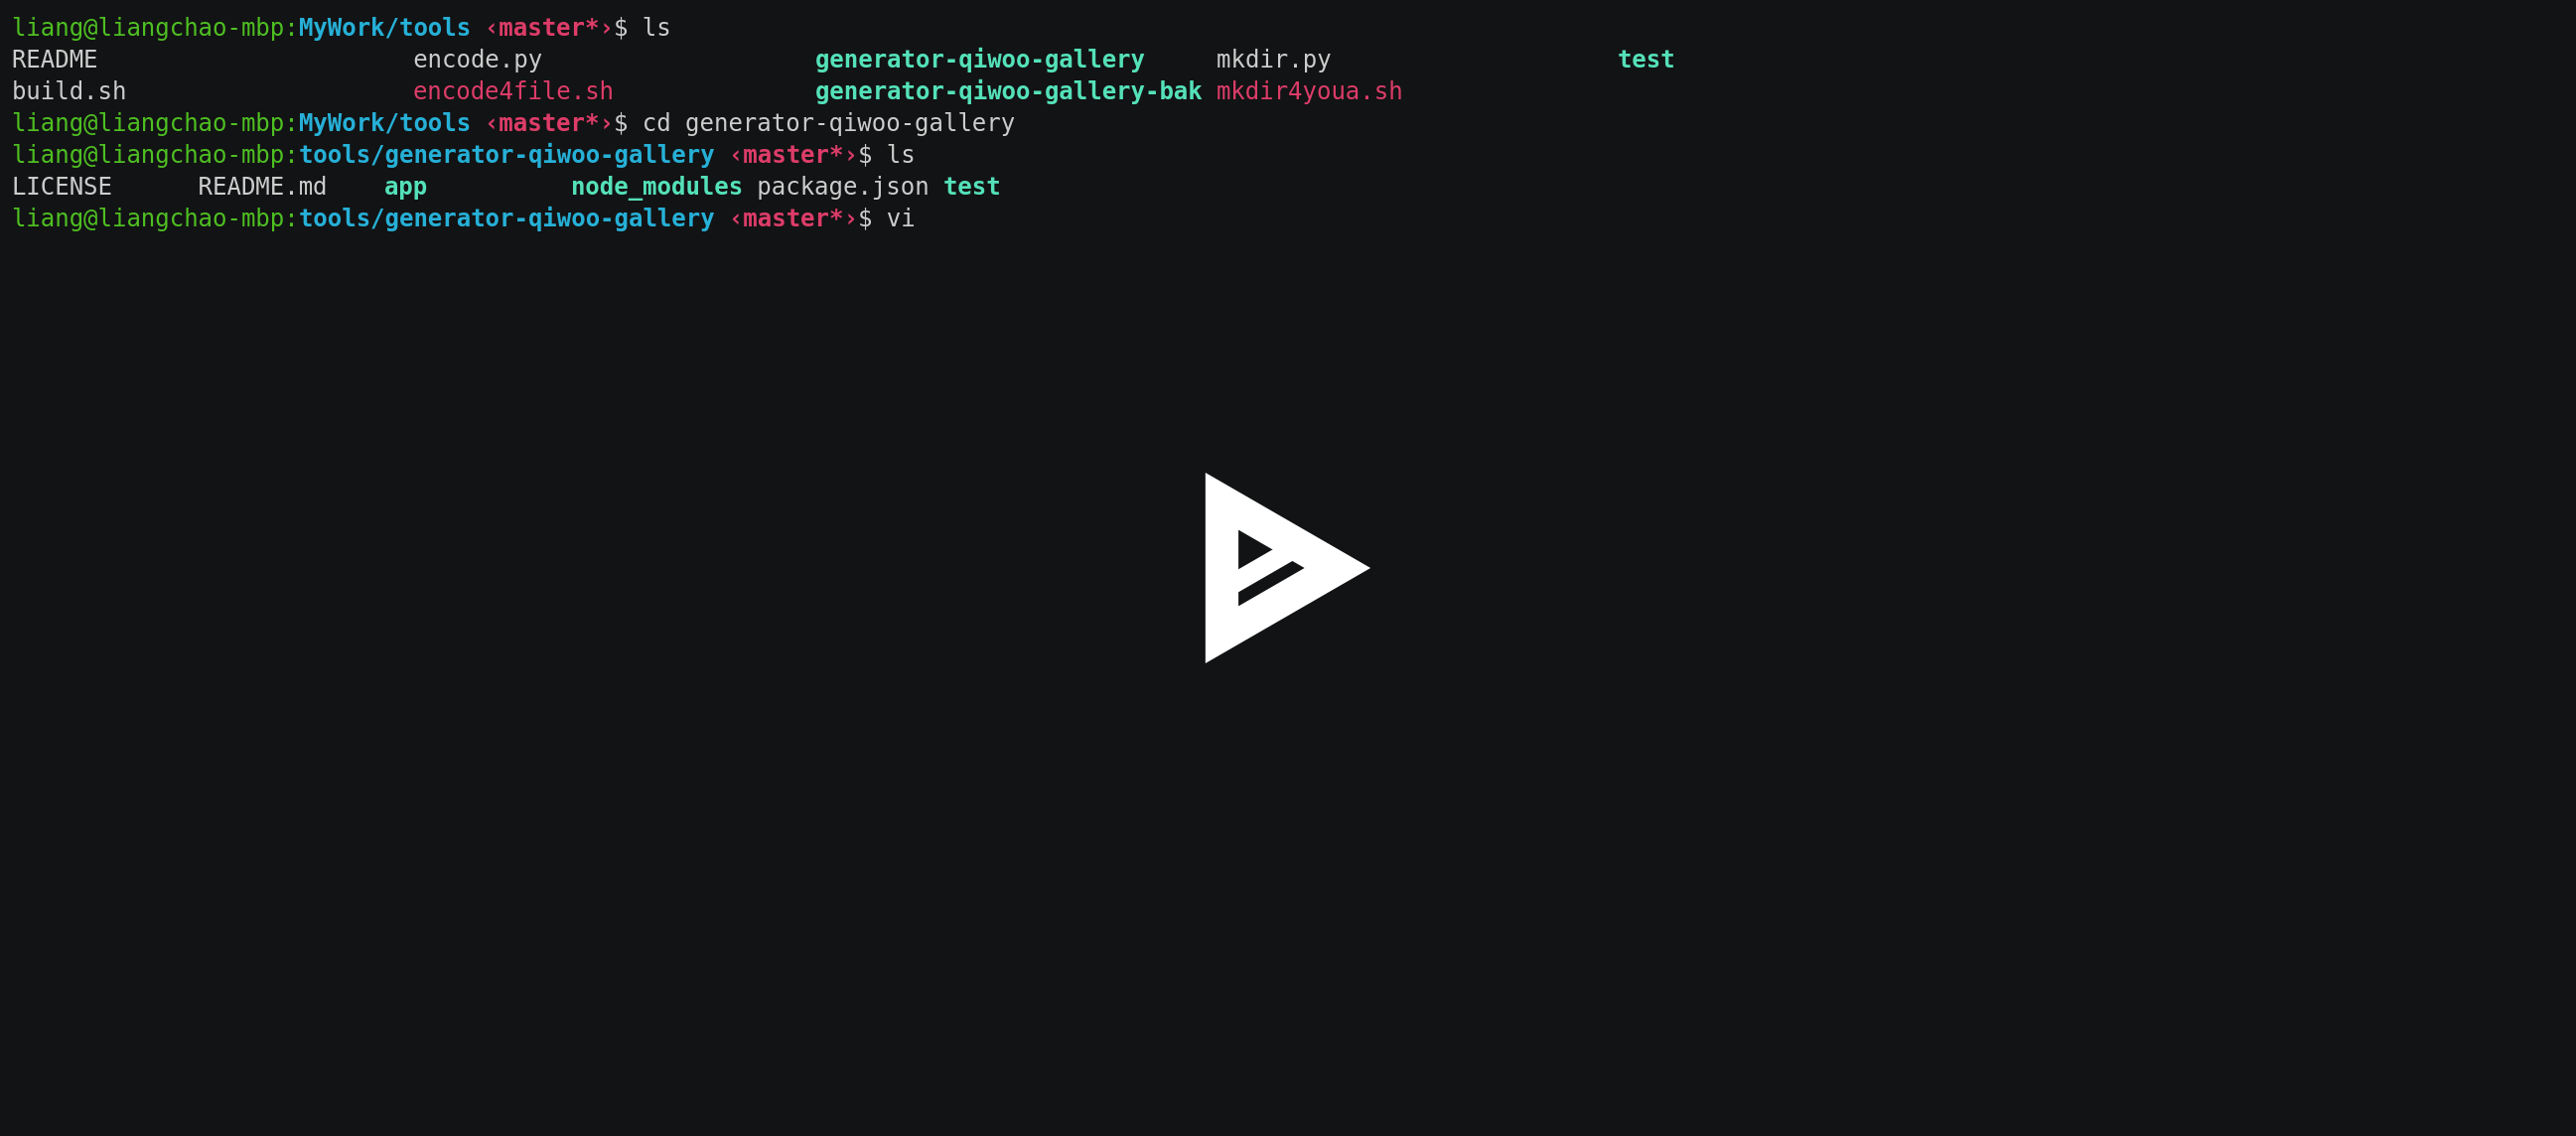 liang@liangchao-mbp:MyWork/tools ‹master*›$ ls
README                      encode.py                   generator-qiwoo-gallery     mkdir.py                    test
build.sh                    encode4file.sh              generator-qiwoo-gallery-bak mkdir4youa.sh
liang@liangchao-mbp:MyWork/tools ‹master*›$ cd generator-qiwoo-gallery
liang@liangchao-mbp:tools/generator-qiwoo-gallery ‹master*›$ ls
LICENSE      README.md    app          node_modules package.json test
liang@liangchao-mbp:tools/generator-qiwoo-gallery ‹master*›$ vi